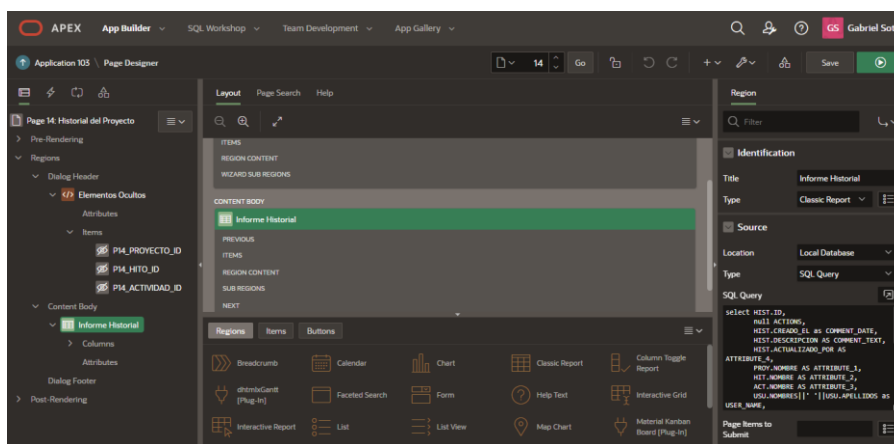 APEX App Builder SQL Workshop Team Development App Gallery GS Gabriel Sot
Application 103 \ Page Designer 14 Go Save
Layout Page Search Help
Region
Page 14: Historial del Proyecto
Filter
Pre-Rendering
Regions
Dialog Header
Elementos Ocultos
Attributes
Items
P14_PROYECTO_ID
P14_HITO_ID
P14_ACTIVIDAD_ID
Content Body
Informe Historial
Columns
Attributes
Dialog Footer
Post-Rendering
ITEMS
REGION CONTENT
WIZARD SUB REGIONS
CONTENT BODY
Informe Historial
PREVIOUS
ITEMS
REGION CONTENT
SUB REGIONS
NEXT
Regions Items Buttons
Breadcrumb Calendar Chart Classic Report Column Toggle
Report
dhtmlxGantt
[Plug-In] Faceted Search Form Help Text Interactive Grid
Interactive Report List List View Map Chart Material Kanban
Board [Plug-In]
Identification
Title Informe Historial
Type Classic Report
Source
Location Local Database
Type SQL Query
SQL Query
select HIST.ID,
null ACTIONS,
HIST.CREADO_EL as COMMENT_DATE,
HIST.DESCRIPCION AS COMMENT_TEXT,
HIST.ACTUALIZADO_POR AS
ATTRIBUTE_4,
PROY.NOMBRE AS ATTRIBUTE_1,
HIT.NOMBRE AS ATTRIBUTE_2,
ACT.NOMBRE AS ATTRIBUTE_3,
USU.NOMBRES||' '||USU.APELLIDOS as
USER_NAME,
Page Items to
Submit